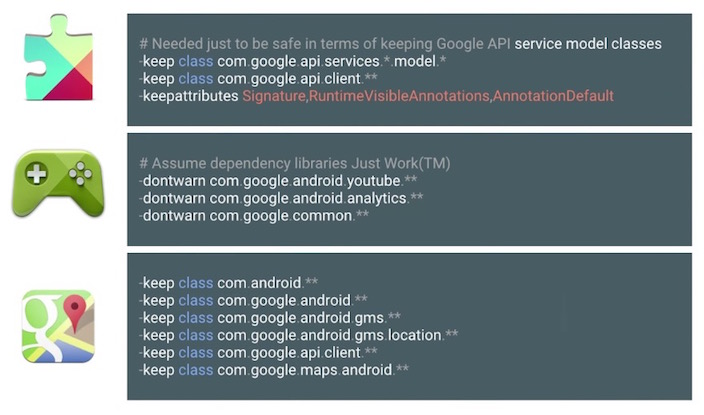 # Needed just to be safe in terms of keeping Google API service model classes
-keep class com.google.api.services.*.model.*
-keep class com.google.api.client.**
-keepattributes Signature,RuntimeVisibleAnnotations,AnnotationDefault
# Assume dependency libraries Just Work(TM)
-dontwarn com.google.android.youtube.**
-dontwarn com.google.android.analytics.**
-dontwarn com.google.common.**
-keep class com.android.**
-keep class com.google.android.**
-keep class com.google.android.gms.**
-keep class com.google.android.gms.location.**
-keep class com.google.api.client.**
-keep class com.google.maps.android.**
g